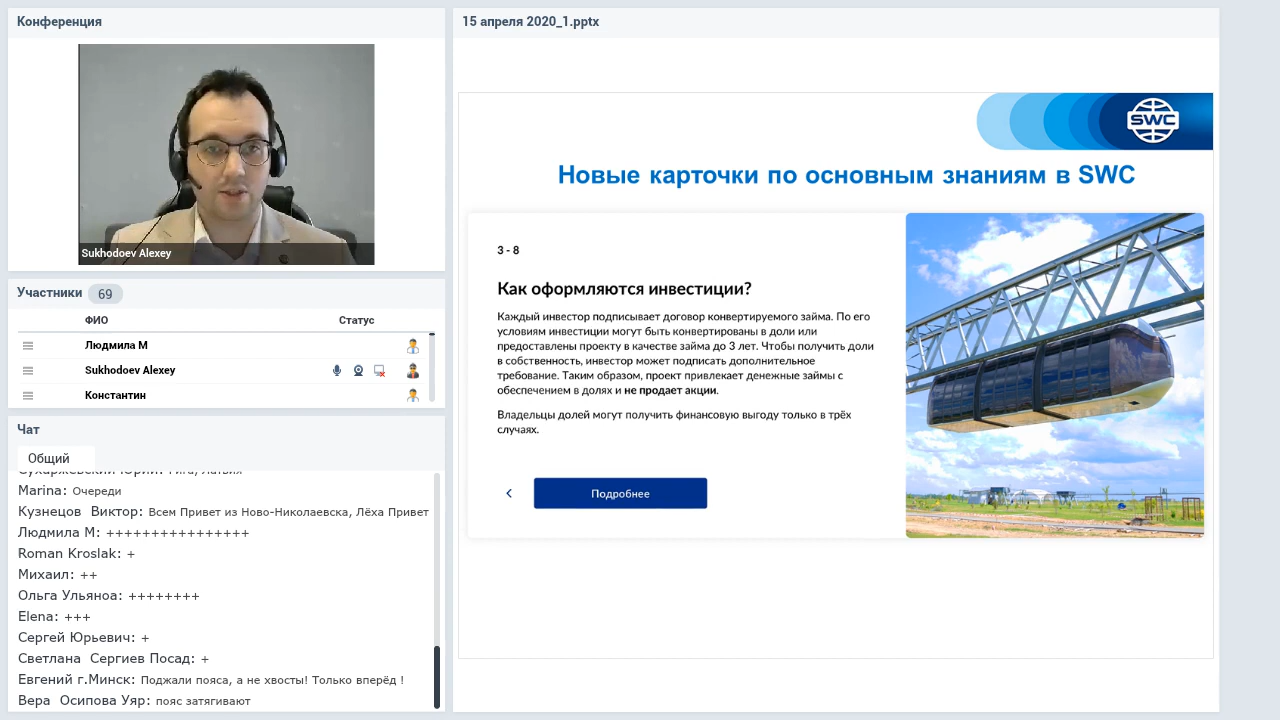 Конференция
Sukhodoev Alexey
Участники 69
ФИО Статус
Людмила М
Sukhodoev Alexey
Константин
Чат
Общий
Сухаржевский Юрий: Рига, Латвия
Marina: Очереди
Кузнецов Виктор: Всем Привет из Ново-Николаевска, Лёха Привет
Людмила М: ++++++++++++++++
Roman Kroslak: +
Михаил: ++
Ольга Ульяноа: ++++++++
Elena: +++
Сергей Юрьевич: +
Светлана Сергиев Посад: +
Евгений г.Минск: Поджали пояса, а не хвосты! Только вперёд !
Вера Осипова Уяр: пояс затягивают
15 апреля 2020_1.pptx
SWC
Новые карточки по основным знаниям в SWC
3 - 8
Как оформляются инвестиции?
Каждый инвестор подписывает договор конвертируемого займа. По его
условиям инвестиции могут быть конвертированы в доли или
предоставлены проекту в качестве займа до 3 лет. Чтобы получить доли
в собственность, инвестор может подписать дополнительное
требование. Таким образом, проект привлекает денежные займы с
обеспечением в долях и не продает акции.
Владельцы долей могут получить финансовую выгоду только в трёх
случаях.
Подробнее